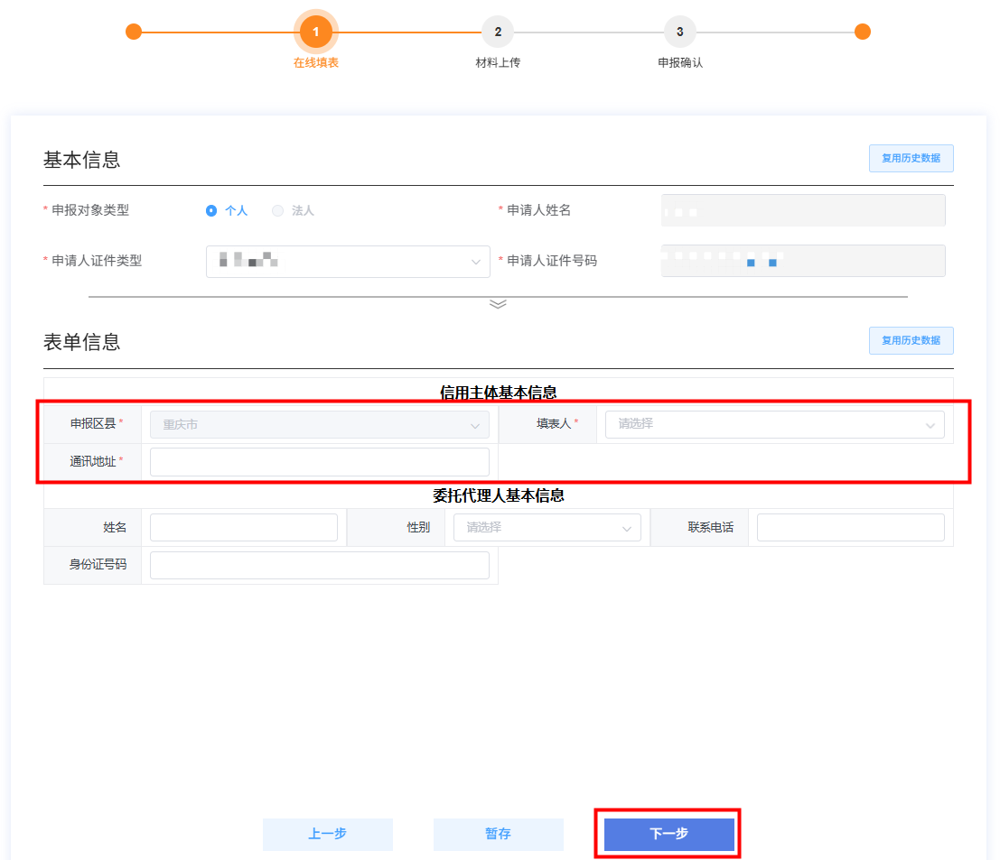 1
2
3
在线填表
材料上传
申报确认
基本信息
复用历史数据
* 申报对象类型
个人
法人
* 申请人姓名
* 申请人证件类型
* 申请人证件号码
表单信息
复用历史数据
信用主体基本信息
申报区县 *
重庆市
填表人 *
请选择
通讯地址 *
委托代理人基本信息
姓名
性别
请选择
联系电话
身份证号码
上一步
暂存
下一步